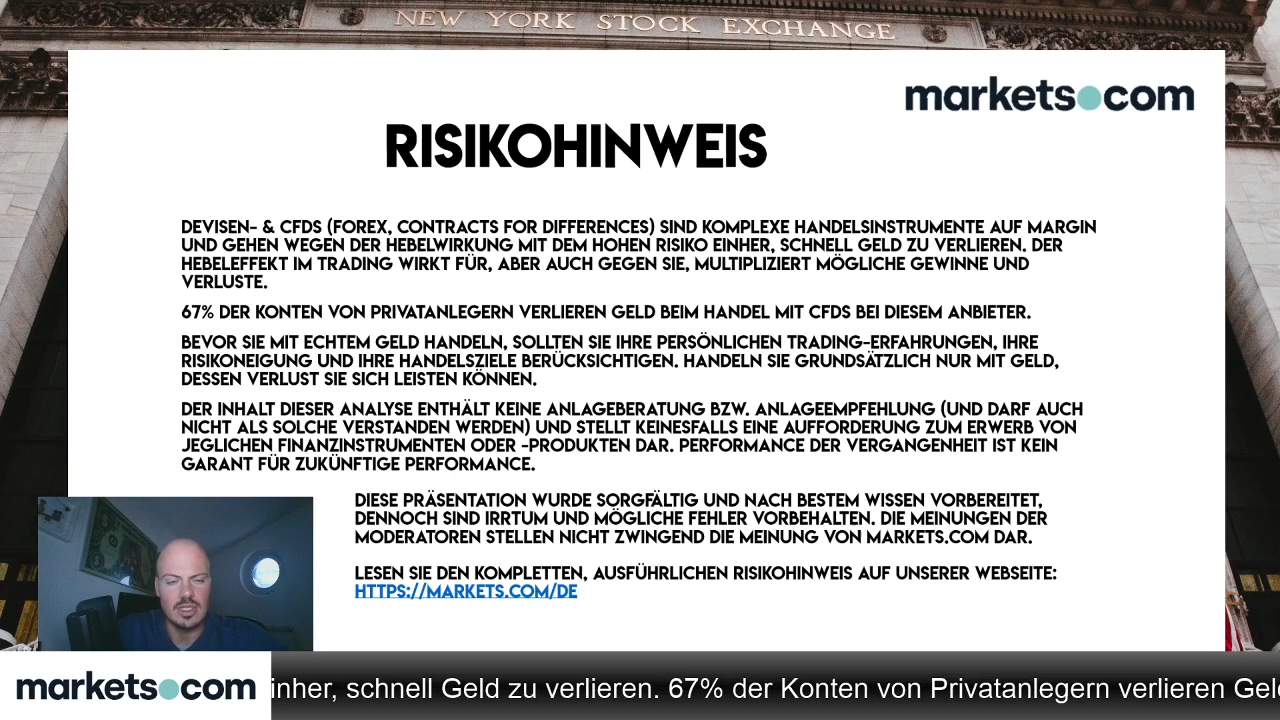 NEW YORK STOCK EXCHANGE
markets.com
RISIKOHINWEIS
DEVISEN- & CFDS (FOREX, CONTRACTS FOR DIFFERENCES) SIND KOMPLEXE HANDELSINSTRUMENTE AUF MARGIN
UND GEHEN WEGEN DER HEBELWIRKUNG MIT DEM HOHEN RISIKO EINHER, SCHNELL GELD ZU VERLIEREN. DER
HEBELEFFEKT IM TRADING WIRKT FÜR, ABER AUCH GEGEN SIE, MULTIPLIZIERT MÖGLICHE GEWINNE UND
VERLUSTE.
67% DER KONTEN VON PRIVATANLEGERN VERLIEREN GELD BEIM HANDEL MIT CFDS BEI DIESEM ANBIETER.
BEVOR SIE MIT ECHTEM GELD HANDELN, SOLLTEN SIE IHRE PERSÖNLICHEN TRADING-ERFAHRUNGEN, IHRE
RISIKONEIGUNG UND IHRE HANDELSZIELE BERÜCKSICHTIGEN. HANDELN SIE GRUNDSÄTZLICH NUR MIT GELD,
DESSEN VERLUST SIE SICH LEISTEN KÖNNEN.
DER INHALT DIESER ANALYSE ENTHÄLT KEINE ANLAGEBERATUNG BZW. ANLAGEEMPFEHLUNG (UND DARF AUCH
NICHT ALS SOLCHE VERSTANDEN WERDEN) UND STELLT KEINESFALLS EINE AUFFORDERUNG ZUM ERWERB VON
JEGLICHEN FINANZINSTRUMENTEN ODER -PRODUKTEN DAR. PERFORMANCE DER VERGANGENHEIT IST KEIN
GARANT FÜR ZUKÜNFTIGE PERFORMANCE.
DIESE PRÄSENTATION WURDE SORGFÄLTIG UND NACH BESTEM WISSEN VORBEREITET,
DENNOCH SIND IRRTUM UND MÖGLICHE FEHLER VORBEHALTEN. DIE MEINUNGEN DER
MODERATOREN STELLEN NICHT ZWINGEND DIE MEINUNG VON MARKETS.COM DAR.
LESEN SIE DEN KOMPLETTEN, AUSFÜHRLICHEN RISIKOHINWEIS AUF UNSERER WEBSEITE:
HTTPS://MARKETS.COM/DE
markets.com
inher, schnell Geld zu verlieren. 67% der Konten von Privatanlegern verlieren Gel